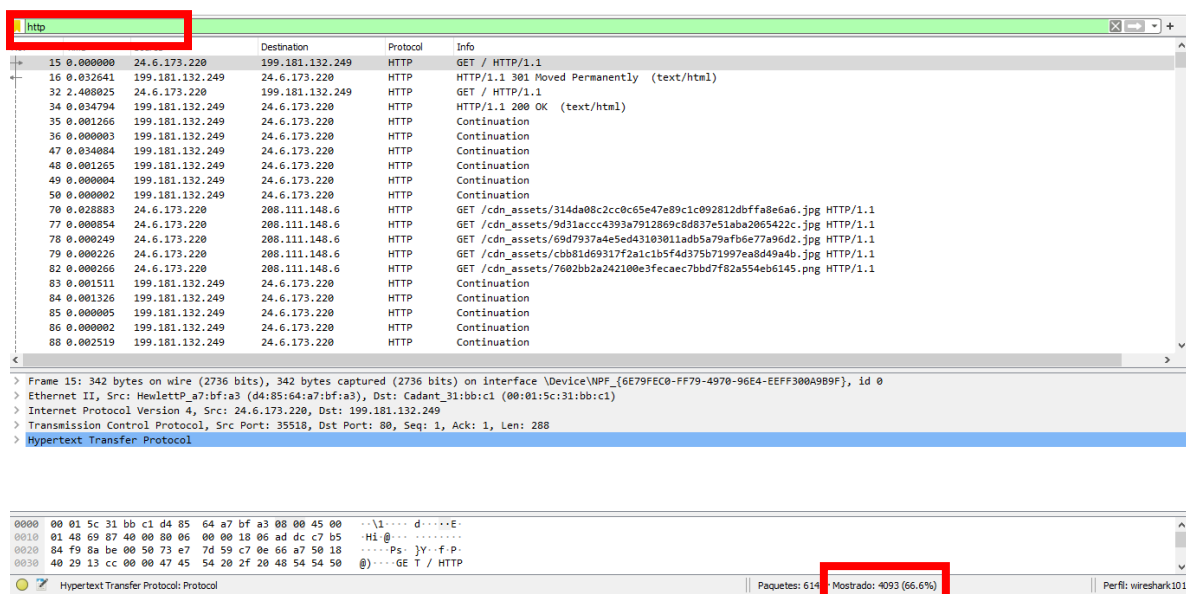 http
Destination Protocol Info
15 0.000000 24.6.173.220 199.181.132.249 HTTP GET / HTTP/1.1
16 0.032641 199.181.132.249 24.6.173.220 HTTP HTTP/1.1 301 Moved Permanently (text/html)
32 2.408025 24.6.173.220 199.181.132.249 HTTP GET / HTTP/1.1
34 0.034794 199.181.132.249 24.6.173.220 HTTP HTTP/1.1 200 OK (text/html)
35 0.001266 199.181.132.249 24.6.173.220 HTTP Continuation
36 0.000003 199.181.132.249 24.6.173.220 HTTP Continuation
47 0.034084 199.181.132.249 24.6.173.220 HTTP Continuation
48 0.001265 199.181.132.249 24.6.173.220 HTTP Continuation
49 0.000004 199.181.132.249 24.6.173.220 HTTP Continuation
50 0.000002 199.181.132.249 24.6.173.220 HTTP Continuation
70 0.028883 24.6.173.220 208.111.148.6 HTTP GET /cdn_assets/314da08c2cc0c65e47e89c1c092812dbffa8e6a6.jpg HTTP/1.1
77 0.000854 24.6.173.220 208.111.148.6 HTTP GET /cdn_assets/9d31accc4393a7912869c8d837e51aba2065422c.jpg HTTP/1.1
78 0.000249 24.6.173.220 208.111.148.6 HTTP GET /cdn_assets/69d7937a4e5ed43103011adb5a79afb6e77a96d2.jpg HTTP/1.1
79 0.000226 24.6.173.220 208.111.148.6 HTTP GET /cdn_assets/cbb81d69317f2a1c1b5f4d375b71997ea8d49a4b.jpg HTTP/1.1
82 0.000266 24.6.173.220 208.111.148.6 HTTP GET /cdn_assets/7602bb2a242100e3fecaec7bbd7f82a554eb6145.png HTTP/1.1
83 0.001511 199.181.132.249 24.6.173.220 HTTP Continuation
84 0.001326 199.181.132.249 24.6.173.220 HTTP Continuation
85 0.000005 199.181.132.249 24.6.173.220 HTTP Continuation
86 0.000002 199.181.132.249 24.6.173.220 HTTP Continuation
88 0.002519 199.181.132.249 24.6.173.220 HTTP Continuation
> Frame 15: 342 bytes on wire (2736 bits), 342 bytes captured (2736 bits) on interface \Device\NPF_{6E79FEC0-FF79-4970-96E4-EEFF300A9B9F}, id 0
> Ethernet II, Src: HewlettP_a7:bf:a3 (d4:85:64:a7:bf:a3), Dst: Cadant_31:bb:c1 (00:01:5c:31:bb:c1)
> Internet Protocol Version 4, Src: 24.6.173.220, Dst: 199.181.132.249
> Transmission Control Protocol, Src Port: 35518, Dst Port: 80, Seq: 1, Ack: 1, Len: 288
> Hypertext Transfer Protocol
0000 00 01 5c 31 bb c1 d4 85 64 a7 bf a3 08 00 45 00 ··\1···· d·····E·
0010 01 48 69 87 40 00 80 06 00 00 18 06 ad dc c7 b5 ·Hi·@··· ········
0020 84 f9 8a be 00 50 73 e7 7d 59 c7 0e 66 a7 50 18 ·····Ps· }Y··f·P·
0030 40 29 13 cc 00 00 47 45 54 20 2f 20 48 54 54 50 @)····GE T / HTTP
Hypertext Transfer Protocol: Protocol Paquetes: 614 · Mostrado: 4093 (66.6%) Perfil: wireshark101